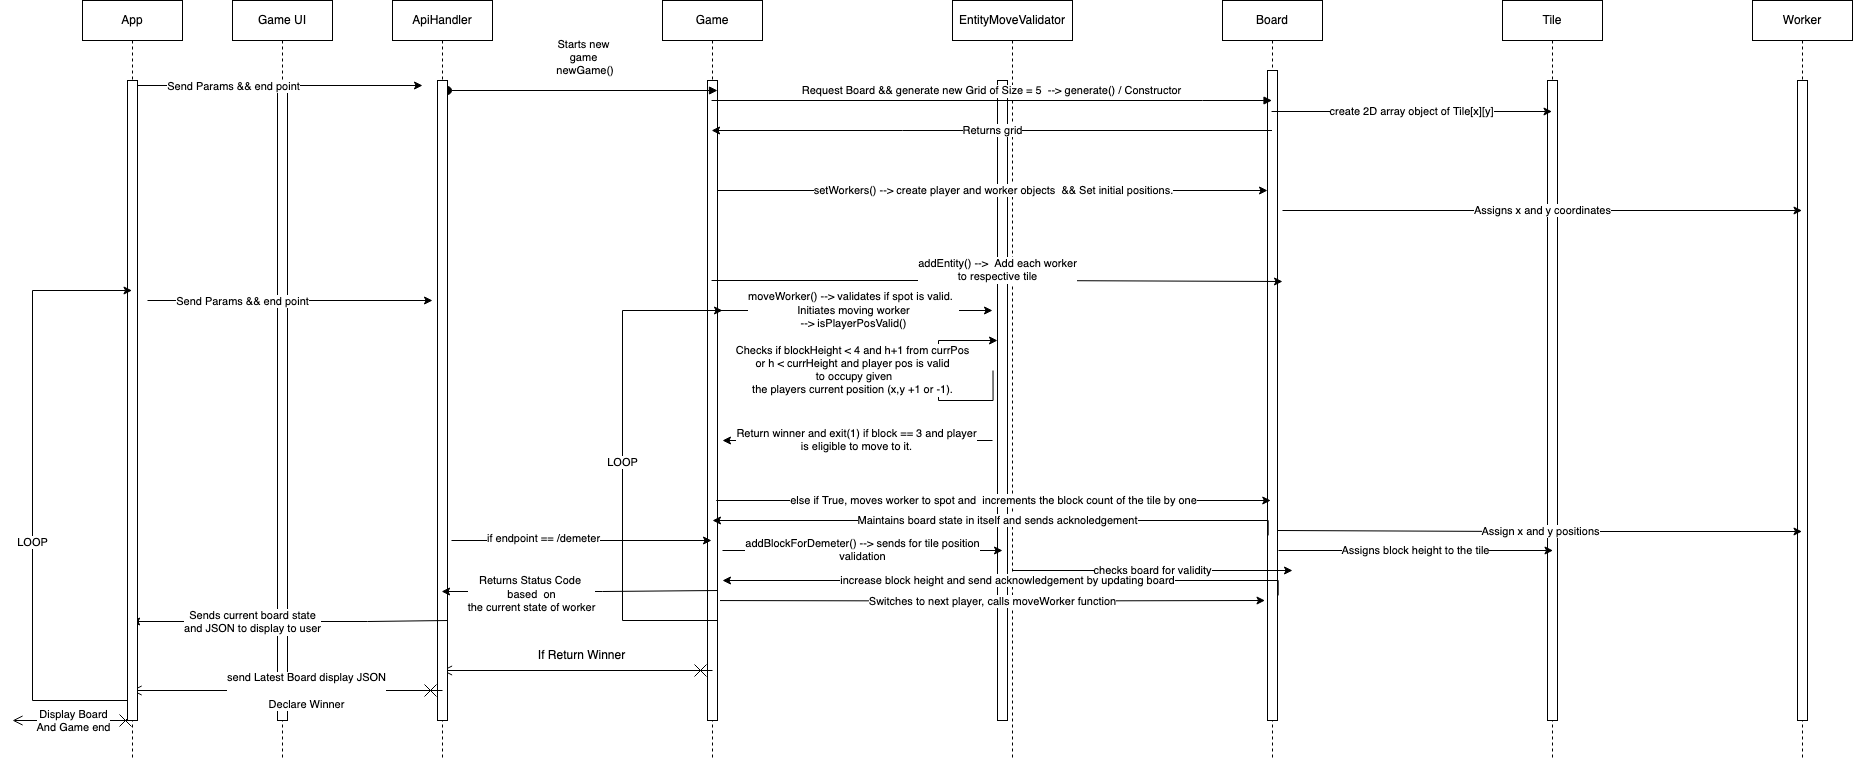 App
Game UI
ApiHandler
Game
EntityMoveValidator
Board
Tile
Worker
Starts new
game
newGame()
Send Params && end point
Request Board && generate new Grid of Size = 5 --> generate() / Constructor
create 2D array object of Tile[x][y]
Returns grid
setWorkers() --> create player and worker objects && Set initial positions.
Assigns x and y coordinates
addEntity() --> Add each worker
to respective tile
Send Params && end point
moveWorker() --> validates if spot is valid.
Initiates moving worker
--> isPlayerPosValid()
Checks if blockHeight < 4 and h+1 from currPos
or h < currHeight and player pos is valid
to occupy given
the players current position (x,y +1 or -1).
Return winner and exit(1) if block == 3 and player
is eligible to move to it.
LOOP
else if True, moves worker to spot and increments the block count of the tile by one
Maintains board state in itself and sends acknoledgement
Assign x and y positions
if endpoint == /demeter
LOOP
addBlockForDemeter() --> sends for tile position
validation
Assigns block height to the tile
checks board for validity
increase block height and send acknowledgement by updating board
Returns Status Code
based on
the current state of worker
Switches to next player, calls moveWorker function
Sends current board state
and JSON to display to user
If Return Winner
send Latest Board display JSON
Declare Winner
Display Board
And Game end